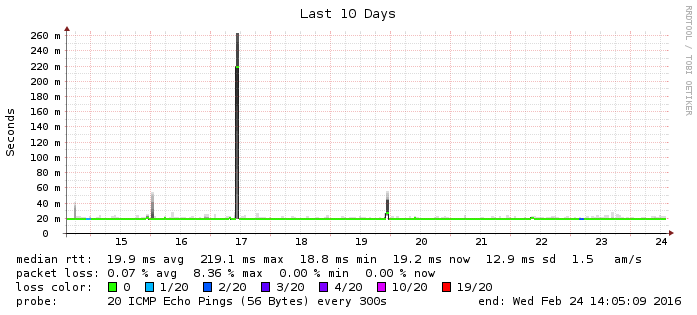 Last 10 Days
RRDTOOL / TOBI OETIKER
Seconds
260 m
240 m
220 m
200 m
180 m
160 m
140 m
120 m
100 m
80 m
60 m
40 m
20 m
0
15 16 17 18 19 20 21 22 23 24
median rtt: 19.9 ms avg 219.1 ms max 18.8 ms min 19.2 ms now 12.9 ms sd 1.5 am/s
packet loss: 0.07 % avg 8.36 % max 0.00 % min 0.00 % now
loss color: 0 1/20 2/20 3/20 4/20 10/20 19/20
probe: 20 ICMP Echo Pings (56 Bytes) every 300s end: Wed Feb 24 14:05:09 2016